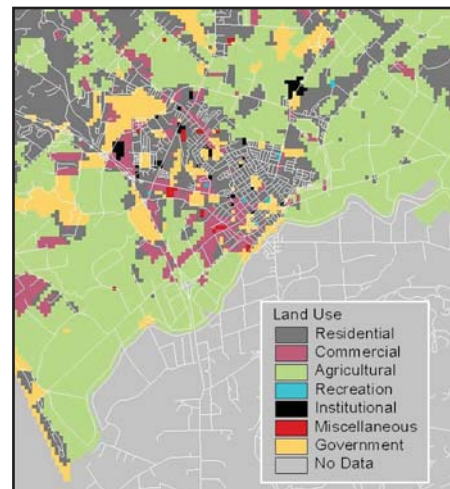 Land Use
Residential
Commercial
Agricultural
Recreation
Institutional
Miscellaneous
Government
No Data